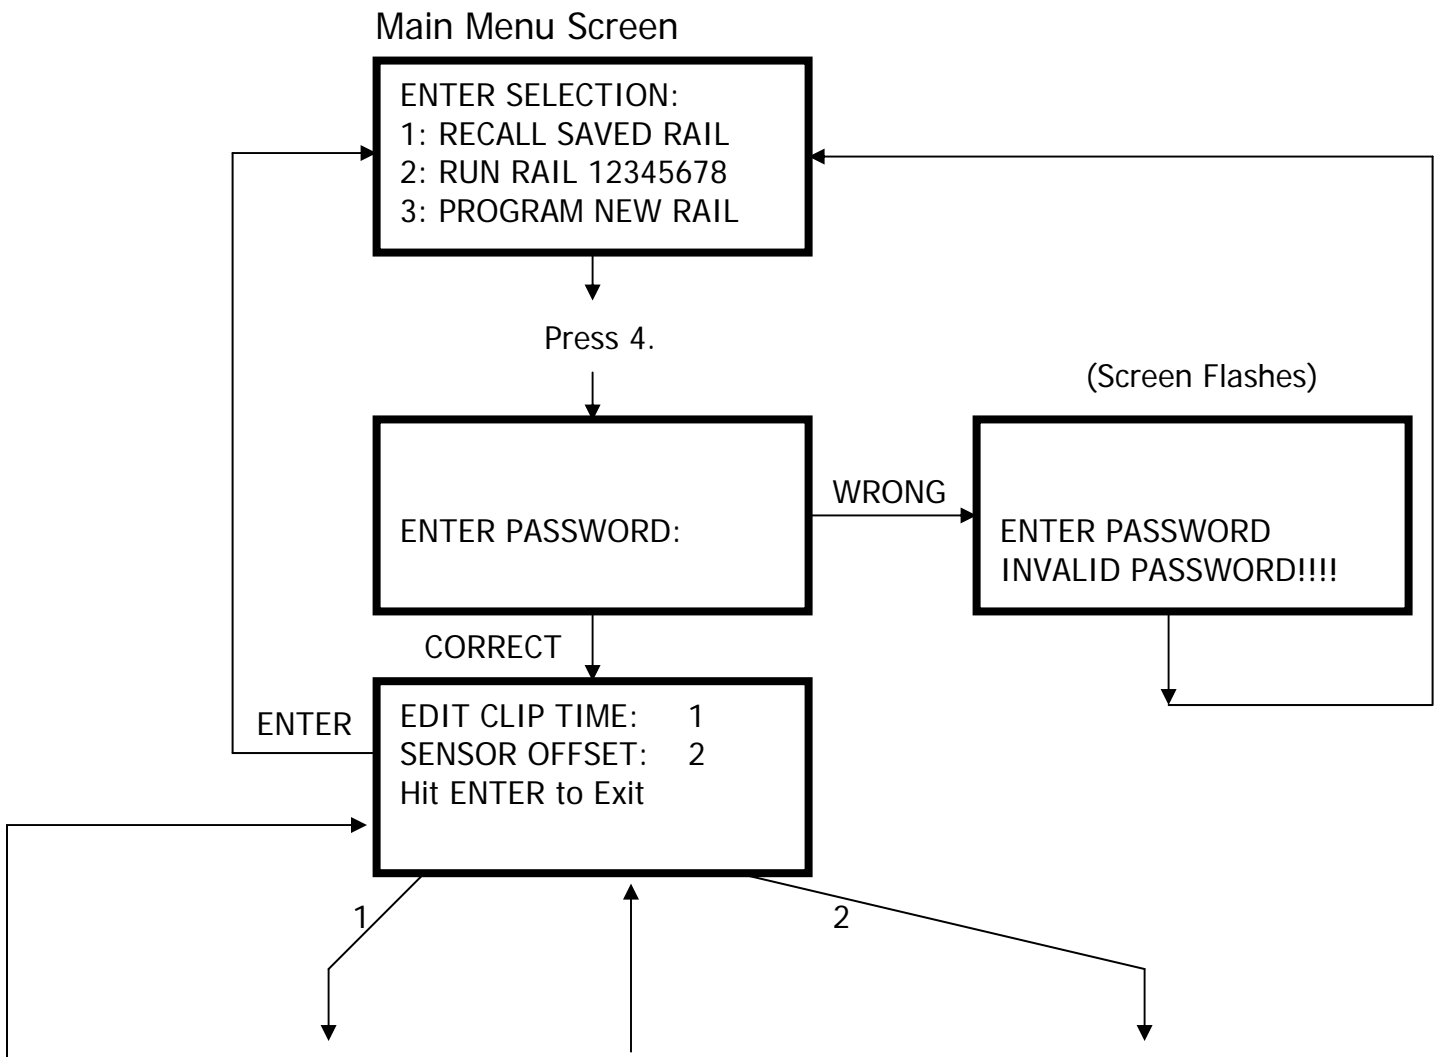 Main Menu Screen
ENTER SELECTION:
1: RECALL SAVED RAIL
2: RUN RAIL 12345678
3: PROGRAM NEW RAIL
Press 4.
(Screen Flashes)
ENTER PASSWORD:
WRONG
ENTER PASSWORD
INVALID PASSWORD!!!!
CORRECT
ENTER
EDIT CLIP TIME: 1
SENSOR OFFSET: 2
Hit ENTER to Exit
1
2